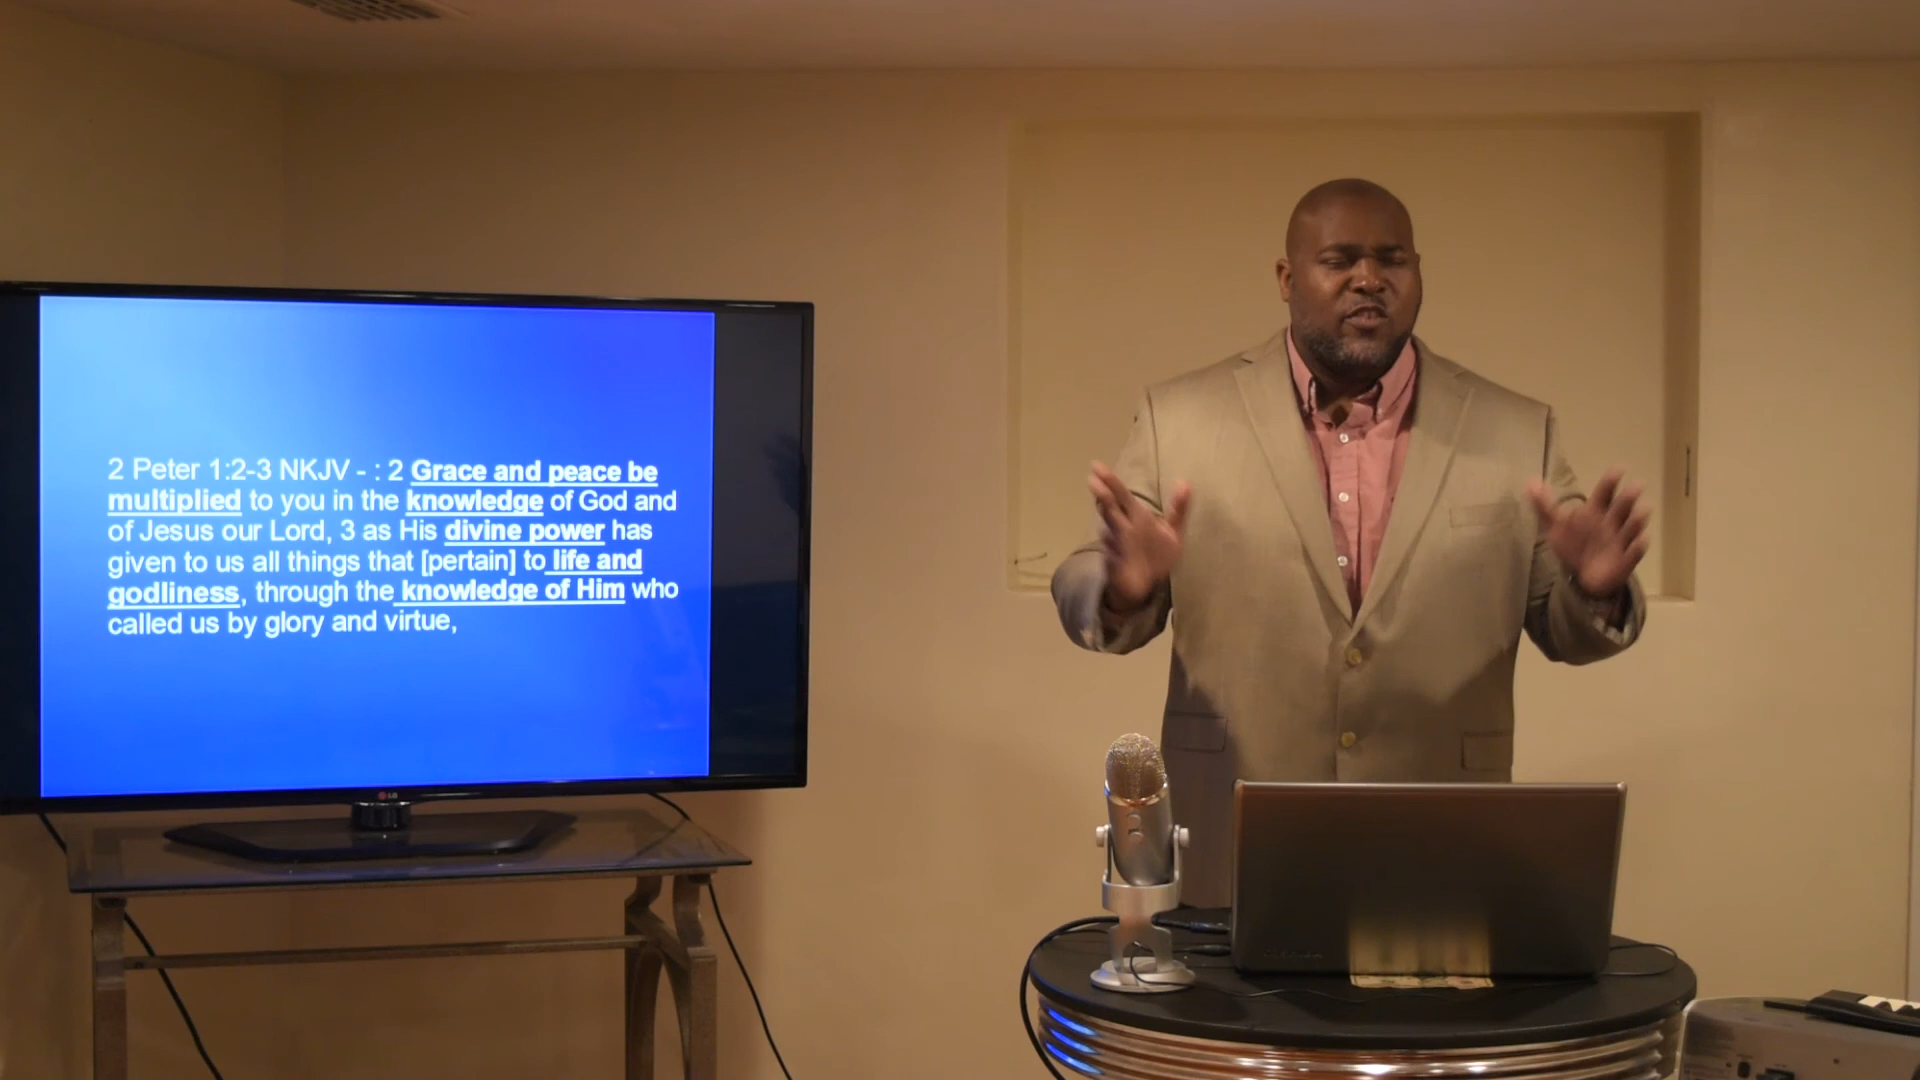 2 Peter 1:2-3 NKJV - : 2 Grace and peace be
multiplied to you in the knowledge of God and
of Jesus our Lord, 3 as His divine power has
given to us all things that [pertain] to life and
godliness, through the knowledge of Him who
called us by glory and virtue,
LG